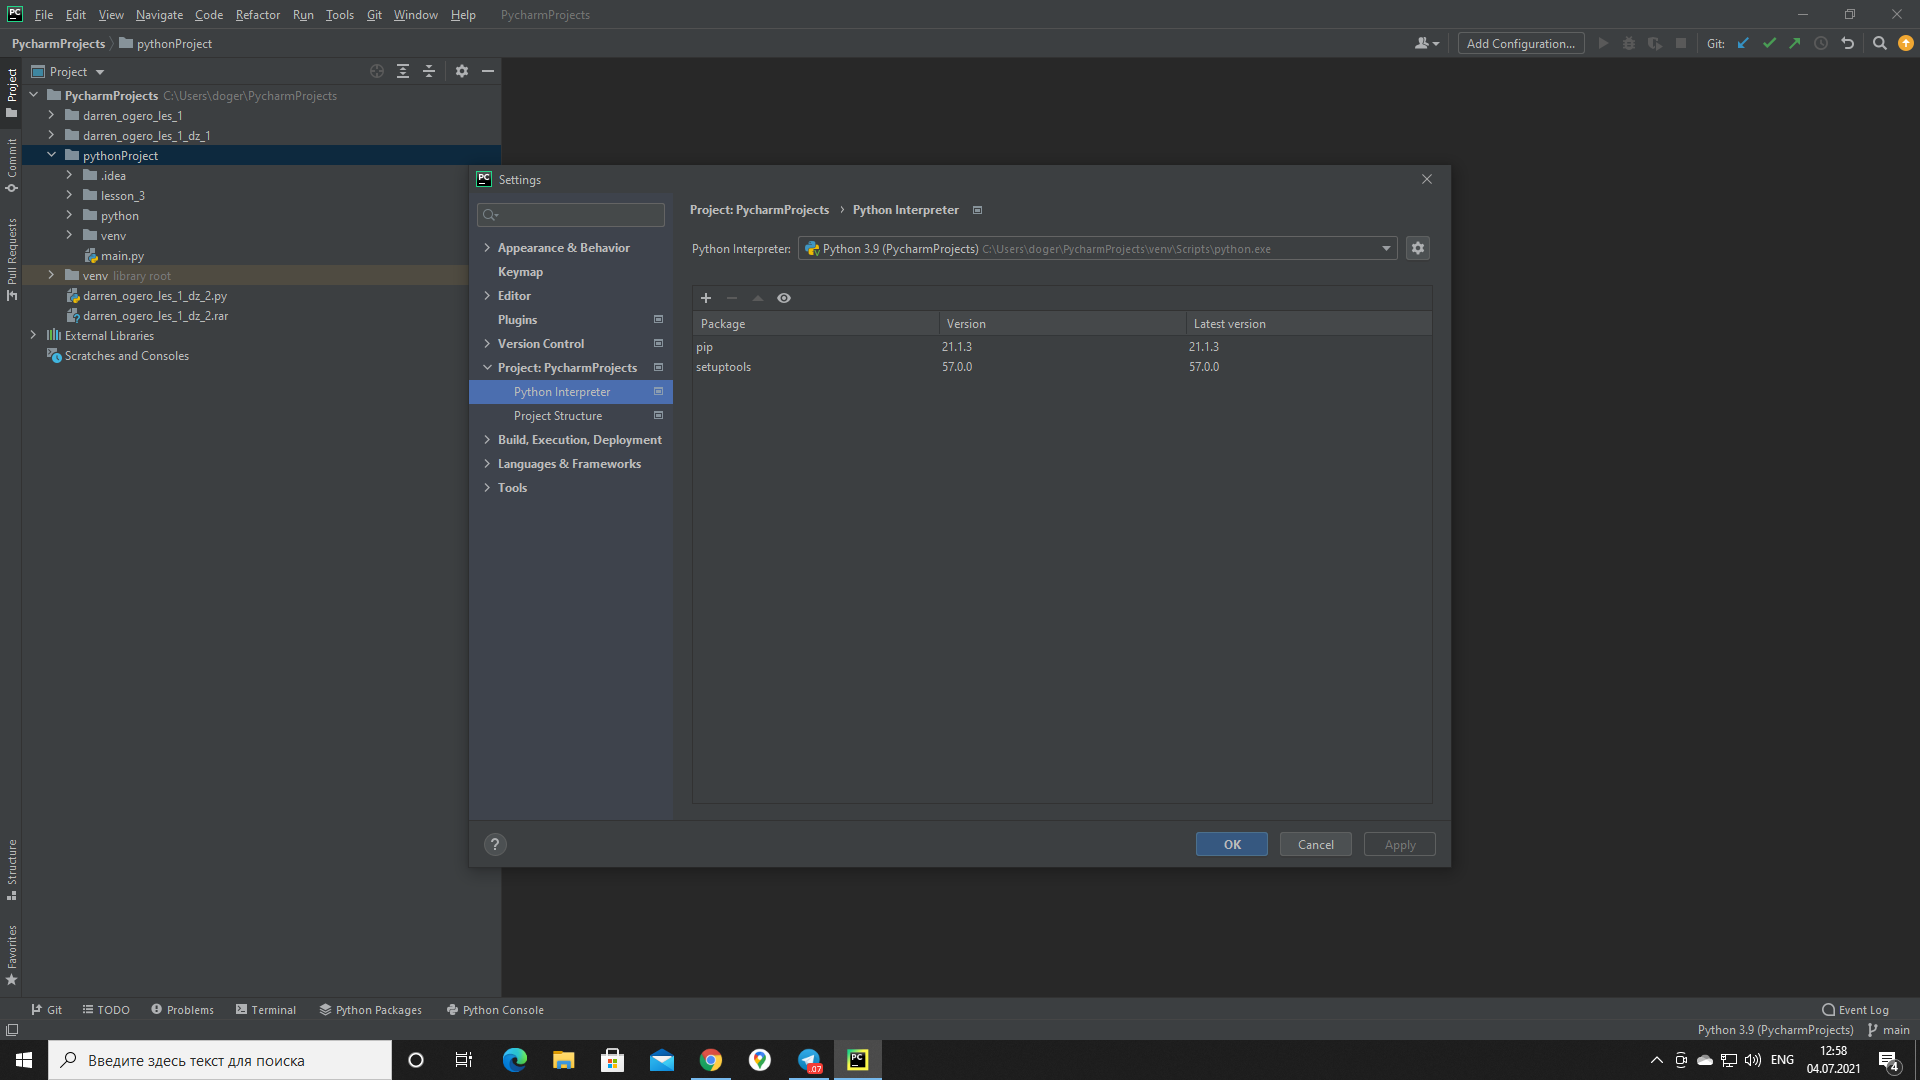 PC File Edit View Navigate Code Refactor Run Tools Git Window Help PycharmProjects
PycharmProjects pythonProject Add Configuration... Git:
Project
PycharmProjects C:\Users\doger\PycharmProjects
darren_ogero_les_1
darren_ogero_les_1_dz_1
pythonProject
.idea
lesson_3
python
venv
main.py
venv library root
darren_ogero_les_1_dz_2.py
darren_ogero_les_1_dz_2.rar
External Libraries
Scratches and Consoles
Project
Commit
Pull Requests
Structure
Favorites
PC Settings
Appearance & Behavior
Keymap
Editor
Plugins
Version Control
Project: PycharmProjects
Python Interpreter
Project Structure
Build, Execution, Deployment
Languages & Frameworks
Tools
Project: PycharmProjects › Python Interpreter
Python Interpreter: Python 3.9 (PycharmProjects) C:\Users\doger\PycharmProjects\venv\Scripts\python.exe
Package Version Latest version
pip 21.1.3 21.1.3
setuptools 57.0.0 57.0.0
? OK Cancel Apply
Git TODO Problems Terminal Python Packages Python Console Event Log
Python 3.9 (PycharmProjects) main
Введите здесь текст для поиска
.07
PC
ENG
12:58
04.07.2021
4